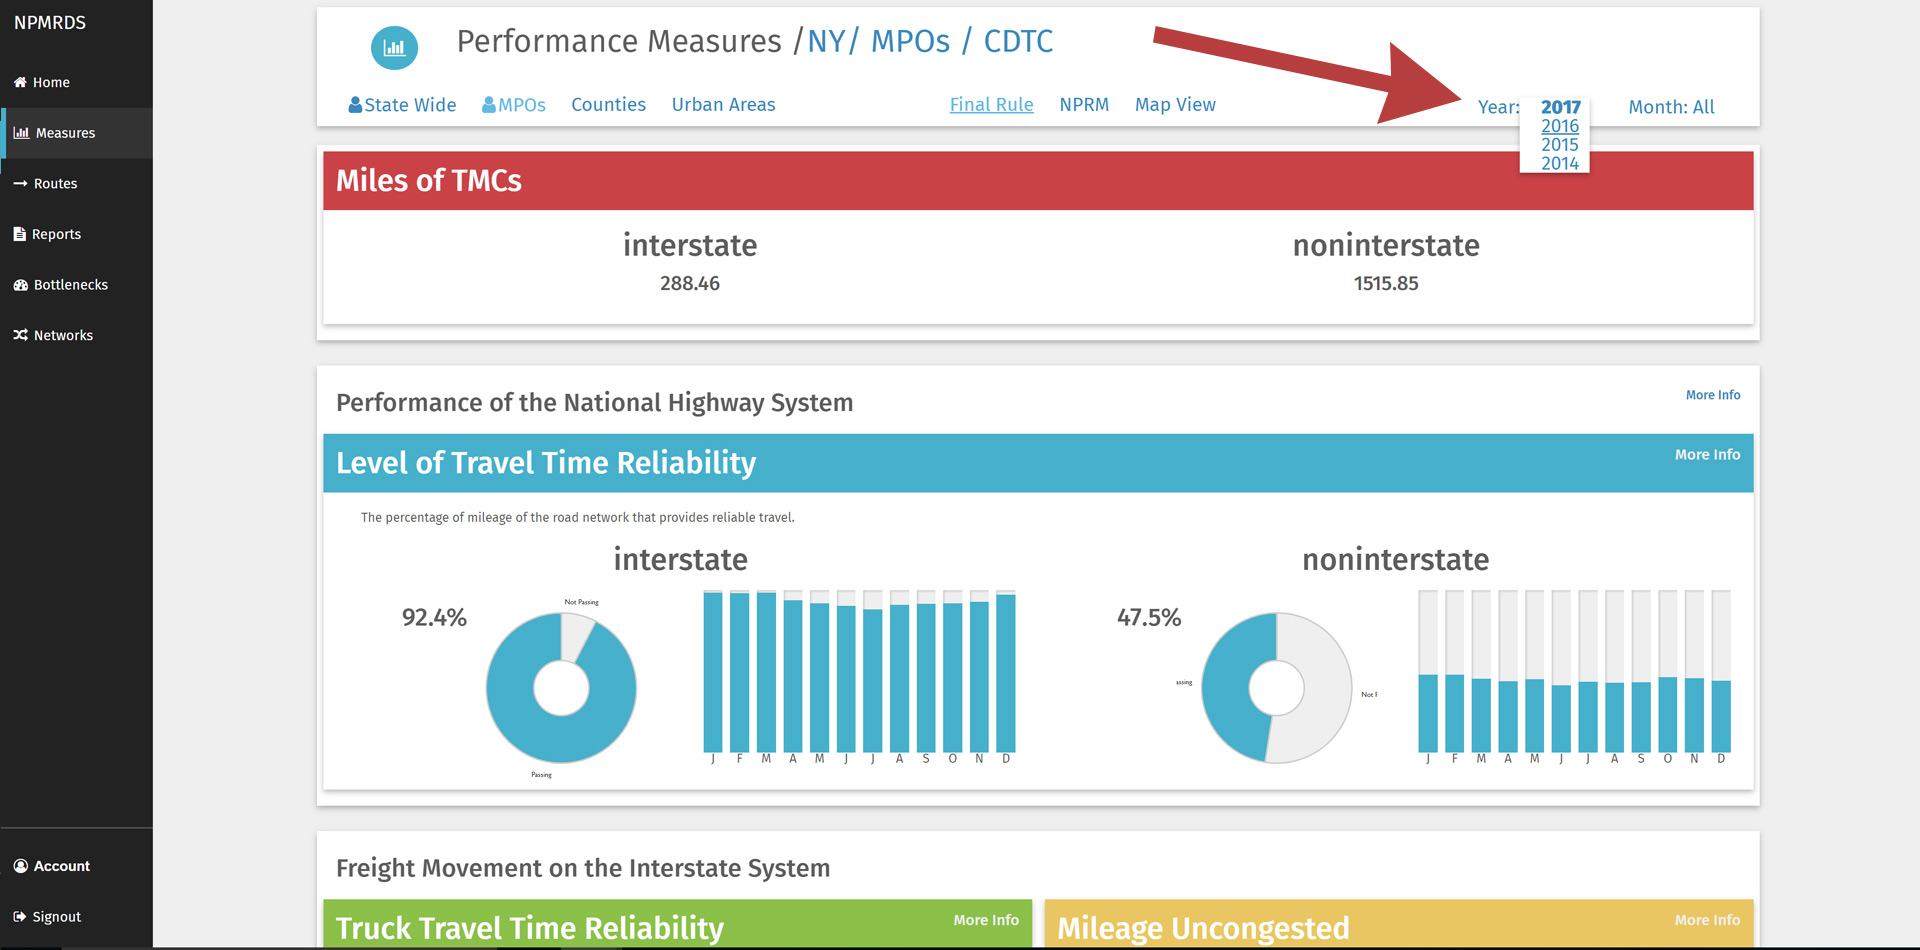 NPMRDS
Home
Measures
Routes
Reports
Bottlenecks
Networks
Account
Signout
Performance Measures /NY/ MPOs / CDTC
State Wide MPOs Counties Urban Areas Final Rule NPRM Map View Year: 2017 Month: All
2016
2015
2014
Miles of TMCs
interstate noninterstate
288.46 1515.85
Performance of the National Highway System More Info
Level of Travel Time Reliability More Info
The percentage of mileage of the road network that provides reliable travel.
interstate
92.4%
Not Passing
Passing
J F M A M J J A S O N D
noninterstate
47.5%
assing
Not P
J F M A M J J A S O N D
Freight Movement on the Interstate System
Truck Travel Time Reliability More Info
Mileage Uncongested More Info